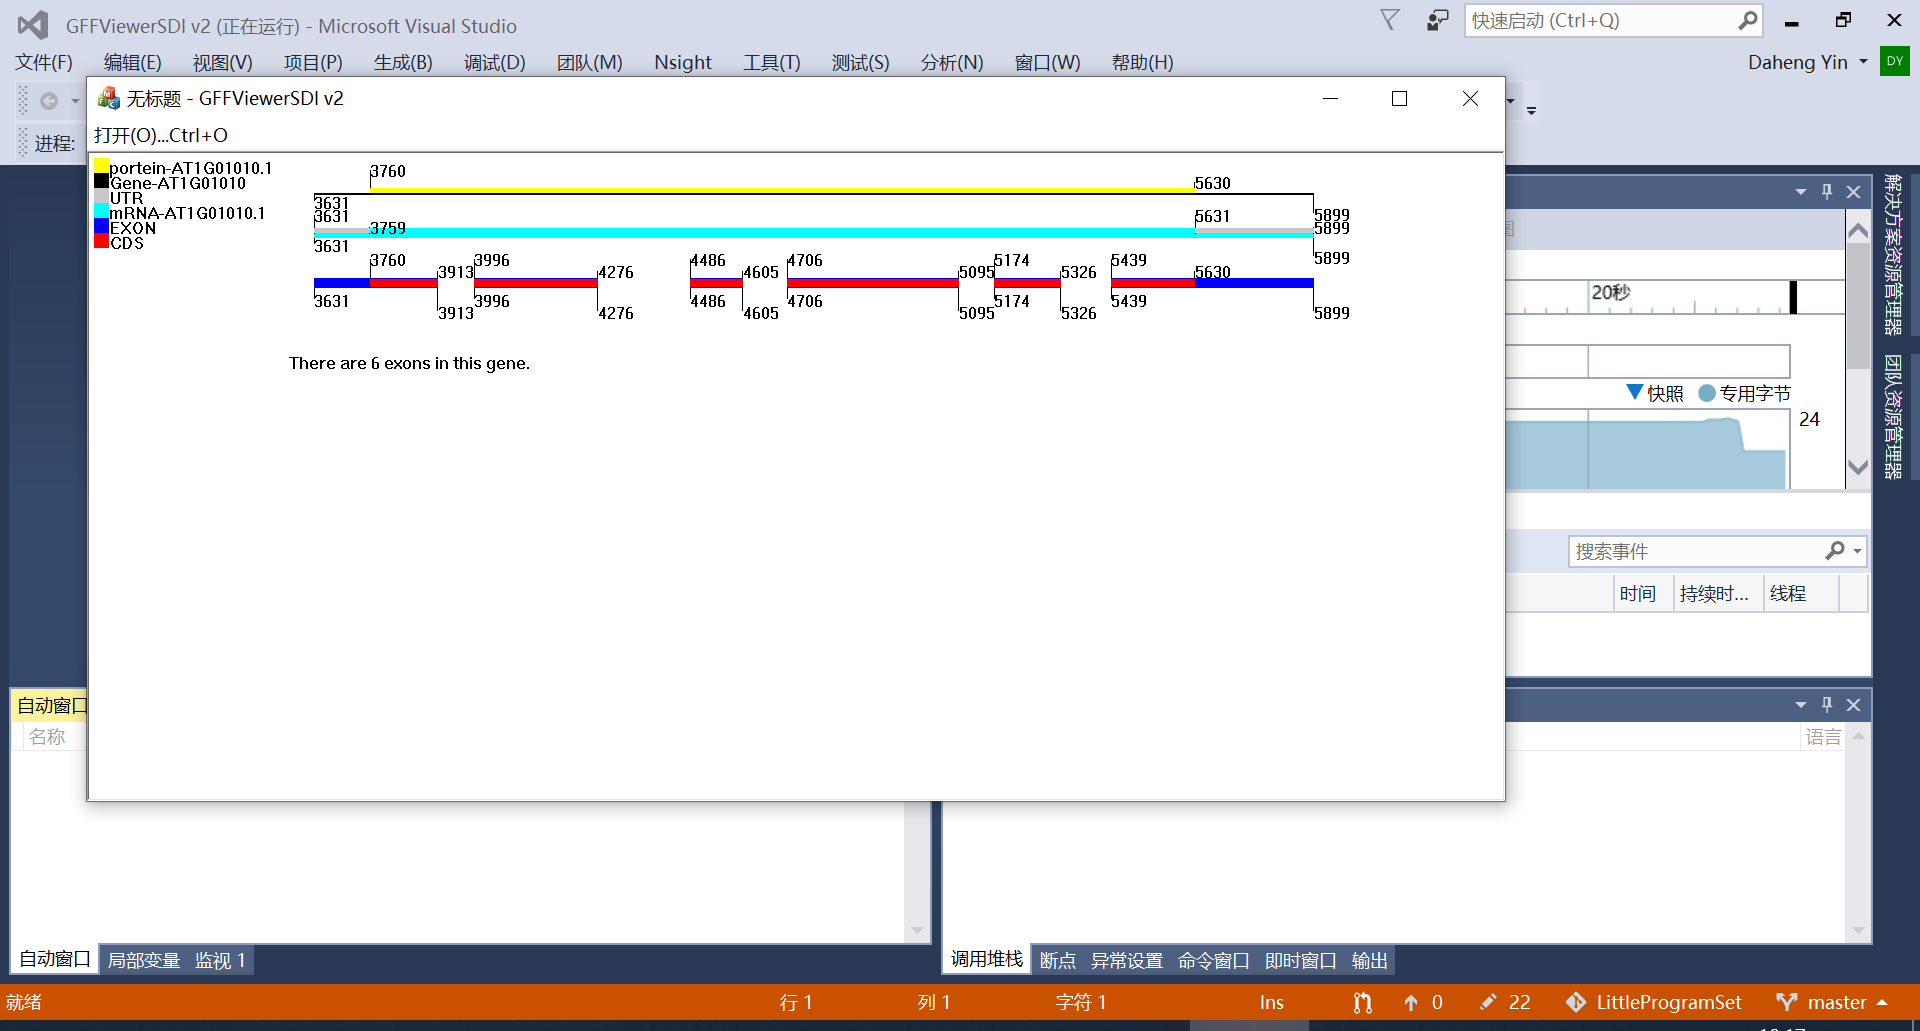 GFFViewerSDI v2 (正在运行) - Microsoft Visual Studio
快速启动 (Ctrl+Q)
文件(F) 编辑(E) 视图(V) 项目(P) 生成(B) 调试(D) 团队(M) Nsight 工具(T) 测试(S) 分析(N) 窗口(W) 帮助(H)
Daheng Yin DY
进程:
无标题 - GFFViewerSDI v2
打开(O)...Ctrl+O
portein-AT1G01010.1
Gene-AT1G01010
UTR
mRNA-AT1G01010.1
EXON
CDS
3760 5630
3631 5899
3631 3759 5631 5899
3631 5899
3760 3913 3996 4276 4486 4605 4706 5095 5174 5326 5439 5630
3631 3913 3996 4276 4486 4605 4706 5095 5174 5326 5439 5899
There are 6 exons in this gene.
20秒
快照 专用字节
24
搜索事件
时间 持续时... 线程
解决方案资源管理器
团队资源管理器
自动窗口
名称
语言
自动窗口 局部变量 监视 1
调用堆栈 断点 异常设置 命令窗口 即时窗口 输出
就绪 行 1 列 1 字符 1 Ins 0 22 LittleProgramSet master